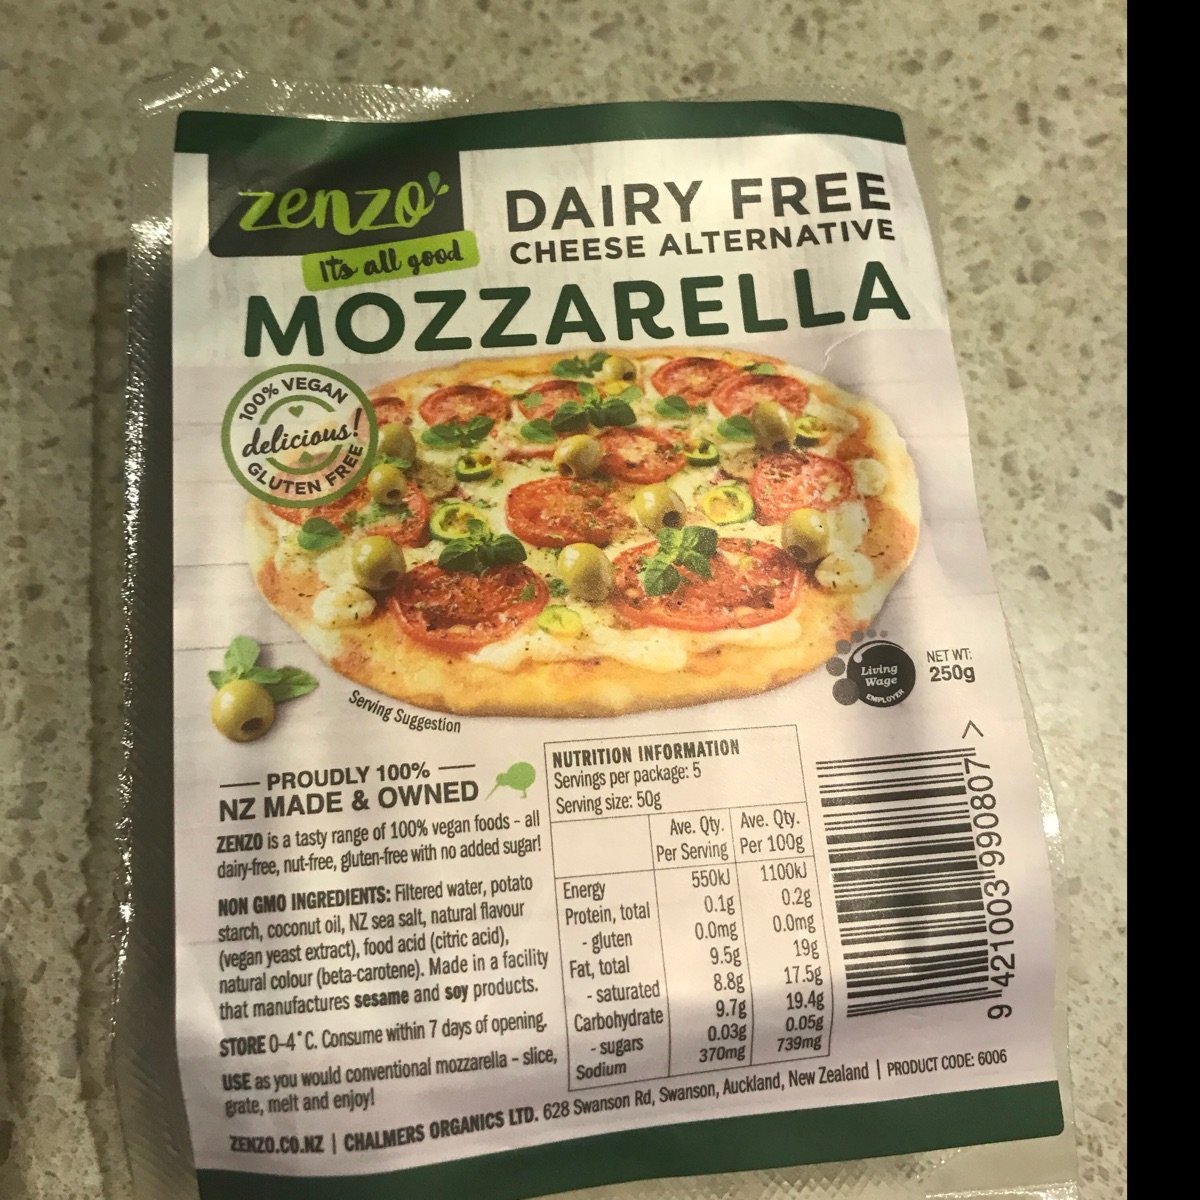 zenzo
It's all good
DAIRY FREE
CHEESE ALTERNATIVE
MOZZARELLA
100% VEGAN
delicious!
GLUTEN FREE
Serving Suggestion
Living
Wage
EMPLOYER
NET WT:
250g
PROUDLY 100%
NZ MADE & OWNED
ZENZO is a tasty range of 100% vegan foods - all
dairy-free, nut-free, gluten-free with no added sugar!
NON GMO INGREDIENTS: Filtered water, potato
starch, coconut oil, NZ sea salt, natural flavour
(vegan yeast extract), food acid (citric acid),
natural colour (beta-carotene). Made in a facility
that manufactures sesame and soy products.
STORE 0-4°C. Consume within 7 days of opening.
USE as you would conventional mozzarella - slice,
grate, melt and enjoy!
NUTRITION INFORMATION
Servings per package: 5
Serving size: 50g
Ave. Qty. Ave. Qty.
Per Serving Per 100g
Energy 550kJ 1100kJ
Protein, total 0.1g 0.2g
- gluten 0.0mg 0.0mg
Fat, total 9.5g 19g
- saturated 8.8g 17.5g
Carbohydrate 9.7g 19.4g
- sugars 0.03g 0.05g
Sodium 370mg 739mg
9 421003 990807 >
ZENZO.CO.NZ | CHALMERS ORGANICS LTD. 628 Swanson Rd, Swanson, Auckland, New Zealand | PRODUCT CODE: 6006